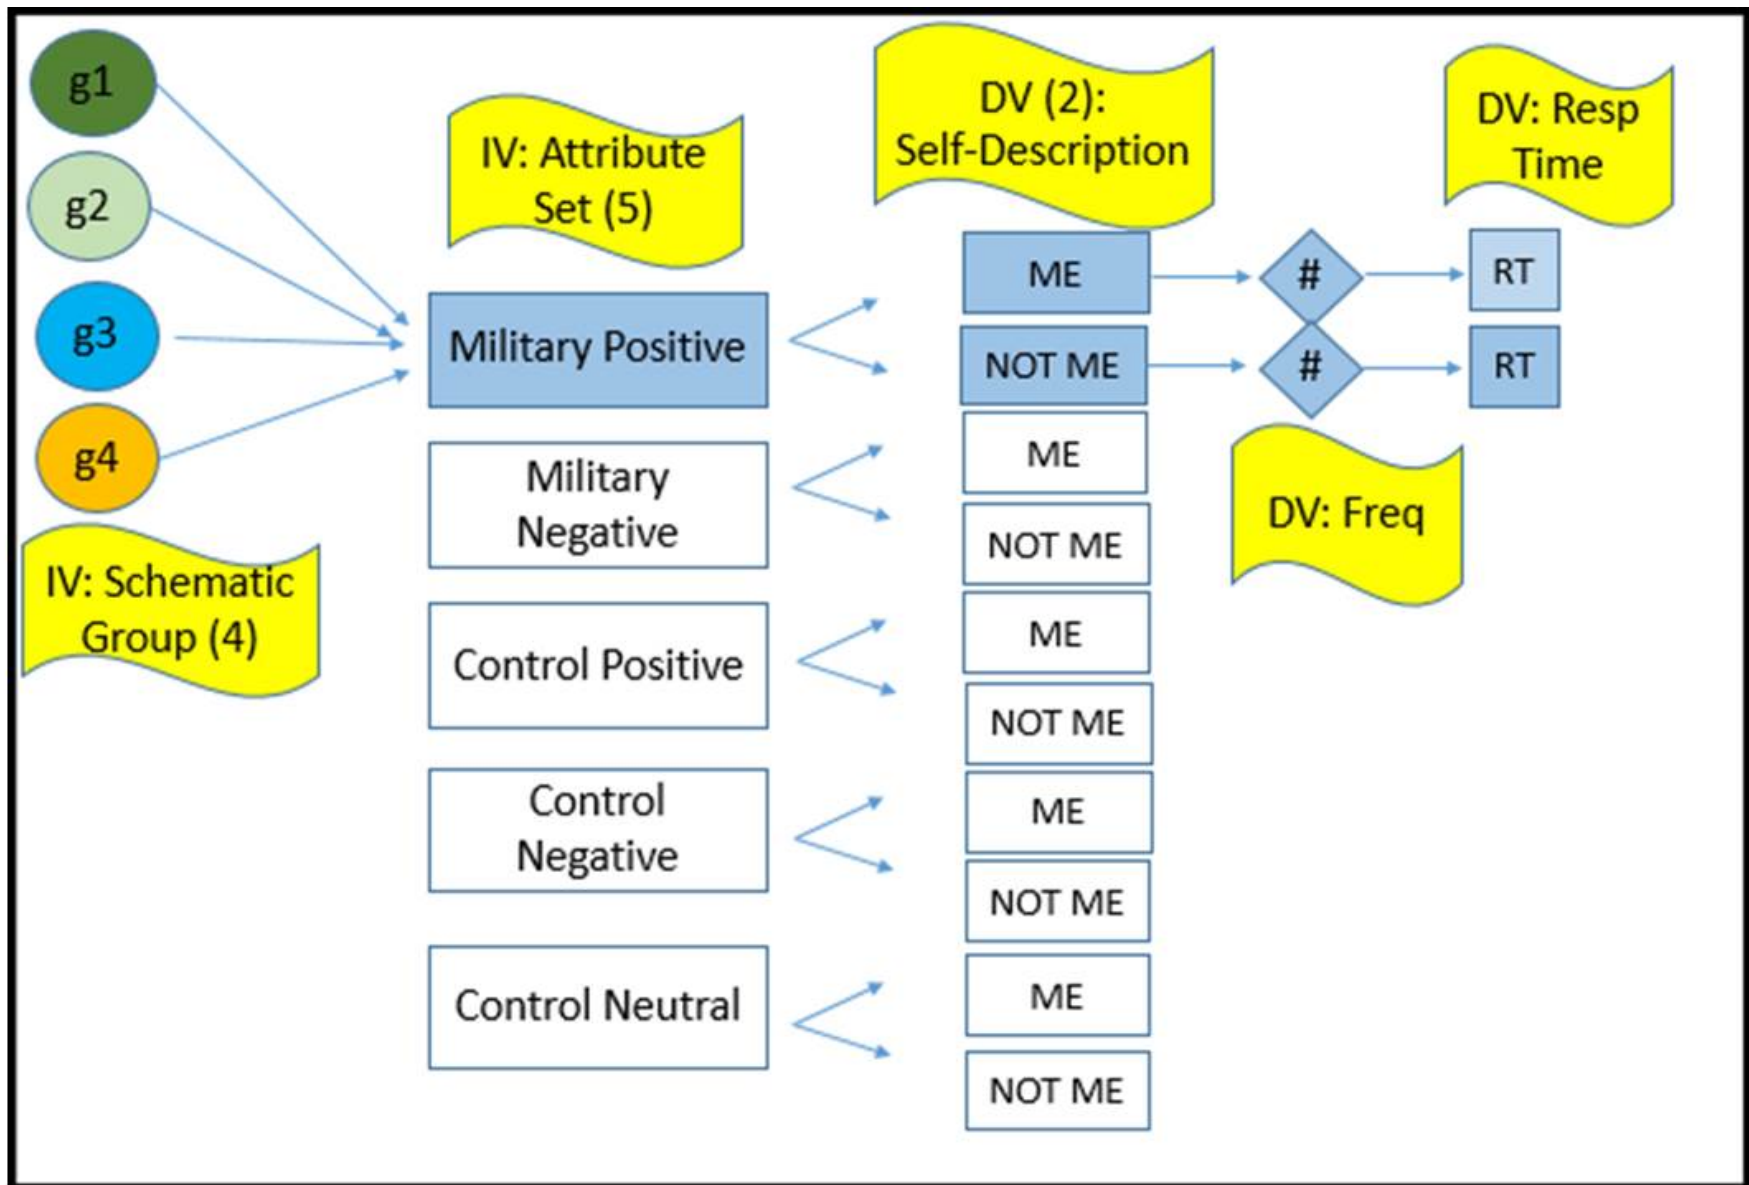 g1
g2
g3
g4
IV: Schematic
Group (4)
IV: Attribute
Set (5)
Military Positive
Military
Negative
Control Positive
Control
Negative
Control Neutral
DV (2):
Self-Description
ME
NOT ME
ME
NOT ME
ME
NOT ME
ME
NOT ME
ME
NOT ME
#
#
DV: Freq
DV: Resp
Time
RT
RT